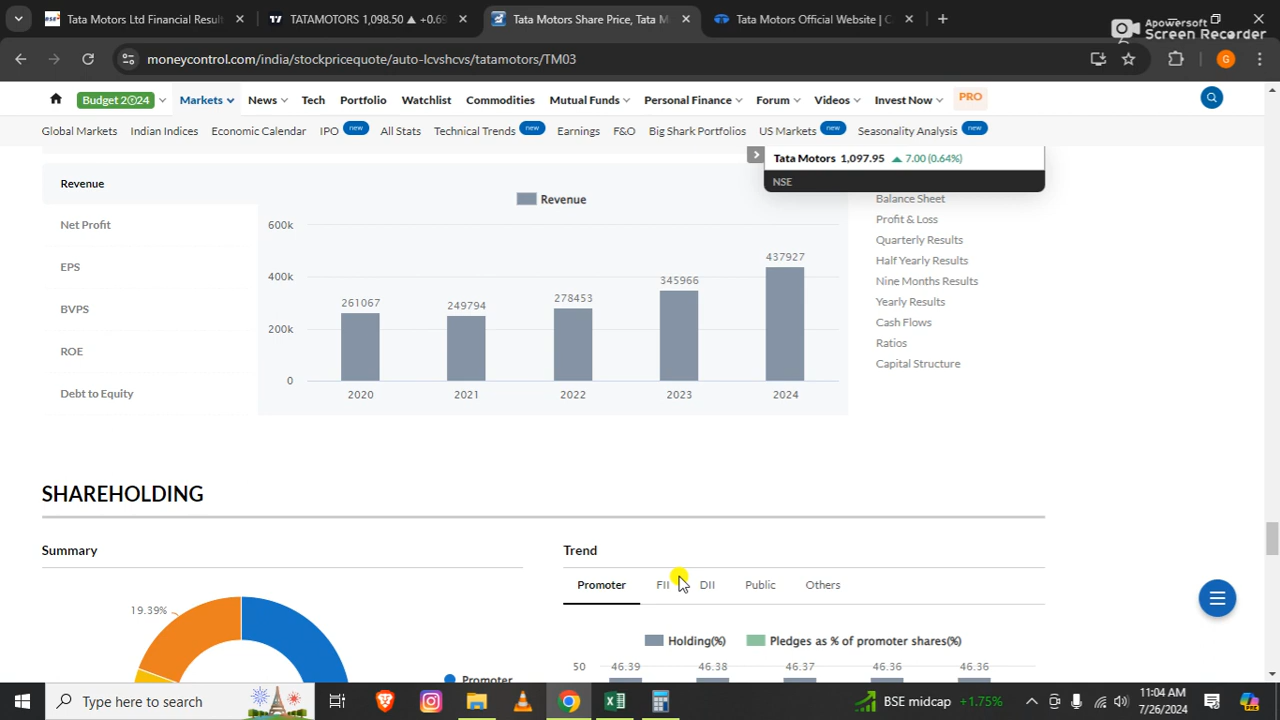 Tata Motors Ltd Financial Resul
TATAMOTORS 1,098.50 ▲ +0.6
Tata Motors Share Price, Tata M
Tata Motors Official Website | C
Apowersoft
Screen Recorder
moneycontrol.com/india/stockpricequote/auto-lcvshcvs/tatamotors/TM03
G
Budget 2024 Markets News Tech Portfolio Watchlist Commodities Mutual Funds Personal Finance Forum Videos Invest Now PRO
Global Markets Indian Indices Economic Calendar IPO new All Stats Technical Trends new Earnings F&O Big Shark Portfolios US Markets new Seasonality Analysis new
Tata Motors 1,097.95 ▲ 7.00 (0.64%)
NSE
Revenue
Net Profit
EPS
BVPS
ROE
Debt to Equity
Revenue
600k
400k
200k
0
261067
249794
278453
345966
437927
2020 2021 2022 2023 2024
Balance Sheet
Profit & Loss
Quarterly Results
Half Yearly Results
Nine Months Results
Yearly Results
Cash Flows
Ratios
Capital Structure
SHAREHOLDING
Summary
19.39%
Promoter
Trend
Promoter FII DII Public Others
Holding(%) Pledges as % of promoter shares(%)
50 46.39 46.38 46.37 46.36 46.36
Type here to search
BSE midcap +1.75%
11:04 AM
7/26/2024